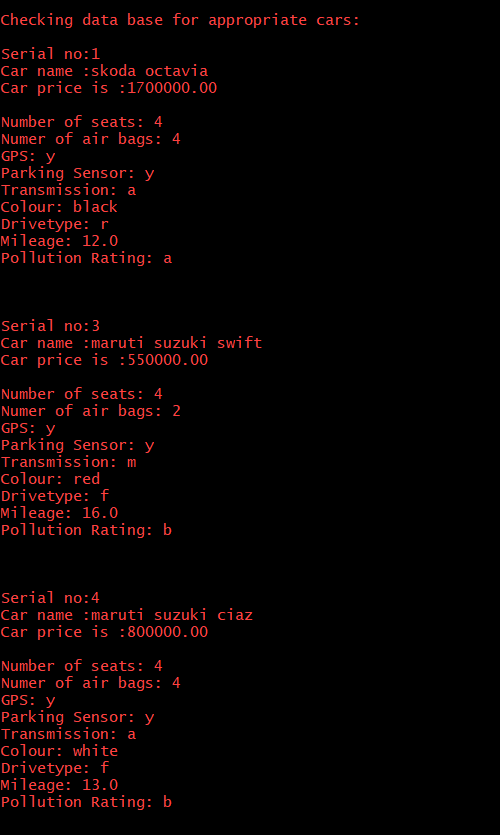 Checking data base for appropriate cars:
Serial no:1
Car name :skoda octavia
Car price is :1700000.00
Number of seats: 4
Numer of air bags: 4
GPS: y
Parking Sensor: y
Transmission: a
Colour: black
Drivetype: r
Mileage: 12.0
Pollution Rating: a
Serial no:3
Car name :maruti suzuki swift
Car price is :550000.00
Number of seats: 4
Numer of air bags: 2
GPS: y
Parking Sensor: y
Transmission: m
Colour: red
Drivetype: f
Mileage: 16.0
Pollution Rating: b
Serial no:4
Car name :maruti suzuki ciaz
Car price is :800000.00
Number of seats: 4
Numer of air bags: 4
GPS: y
Parking Sensor: y
Transmission: a
Colour: white
Drivetype: f
Mileage: 13.0
Pollution Rating: b